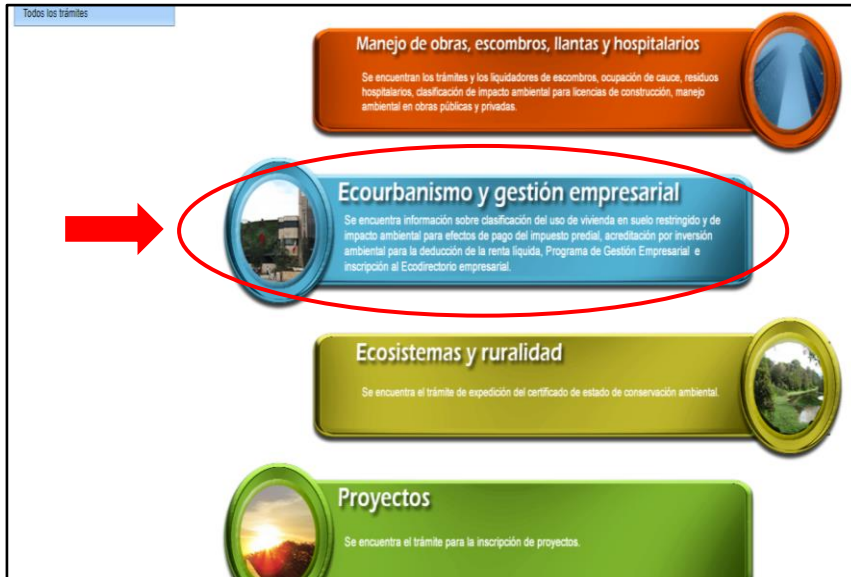 Todos los trámites
Manejo de obras, escombros, llantas y hospitalarios
Se encuentran los trámites y los liquidadores de escombros, ocupación de cauce, residuos
hospitalarios, clasificación de impacto ambiental para licencias de construcción, manejo
ambiental en obras públicas y privadas.
Ecourbanismo y gestión empresarial
Se encuentra información sobre clasificación del uso de vivienda en suelo restringido y de
impacto ambiental para efectos de pago del impuesto predial, acreditación por inversión
ambiental para la deducción de la renta líquida, Programa de Gestión Empresarial e
inscripción al Ecodirectorio empresarial.
Ecosistemas y ruralidad
Se encuentra el trámite de expedición del certificado de estado de conservación ambiental.
Proyectos
Se encuentra el trámite para la inscripción de proyectos.